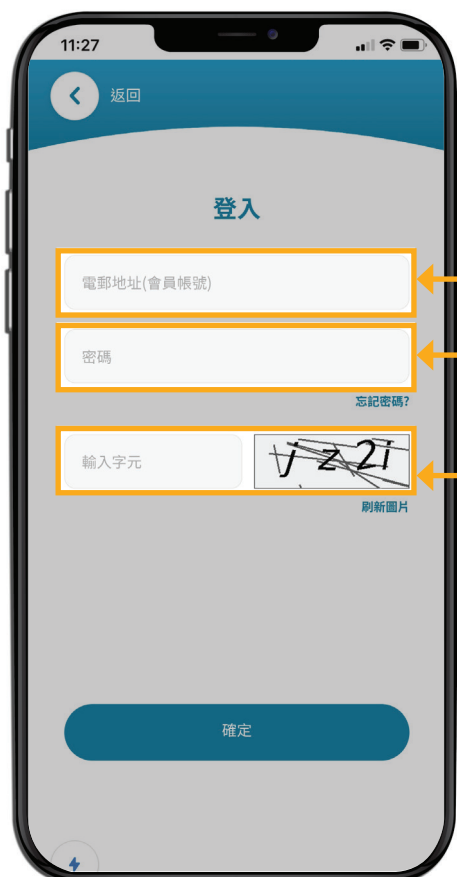 11:27
返回
登入
電郵地址(會員帳號)
密碼
忘記密碼?
輸入字元
jz2i
刷新圖片
確定